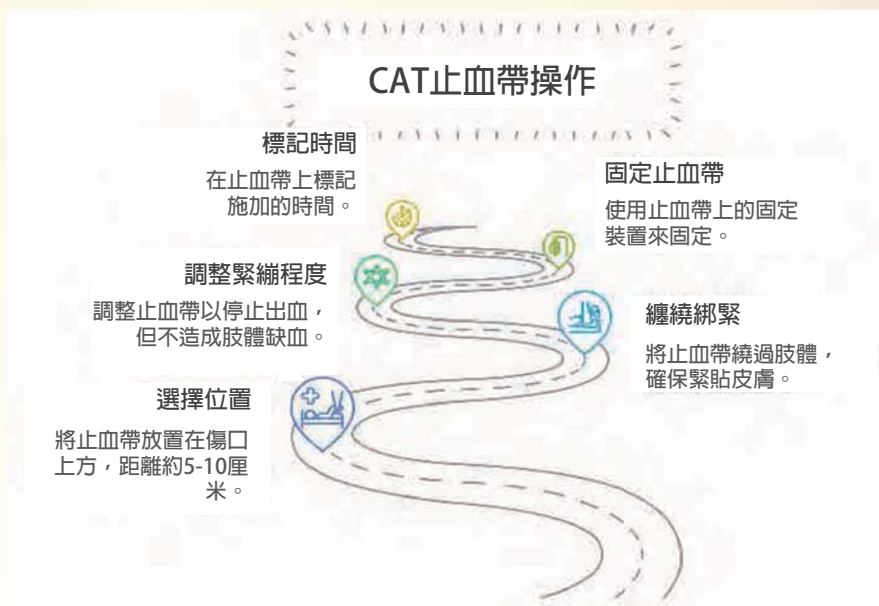 CAT止血帶操作
標記時間
在止血帶上標記
施加的時間。
固定止血帶
使用止血帶上的固定
裝置來固定。
調整緊繃程度
調整止血帶以停止出血，
但不造成肢體缺血。
纏繞綁緊
將止血帶繞過肢體，
確保緊貼皮膚。
選擇位置
將止血帶放置在傷口
上方，距離約5-10厘
米。